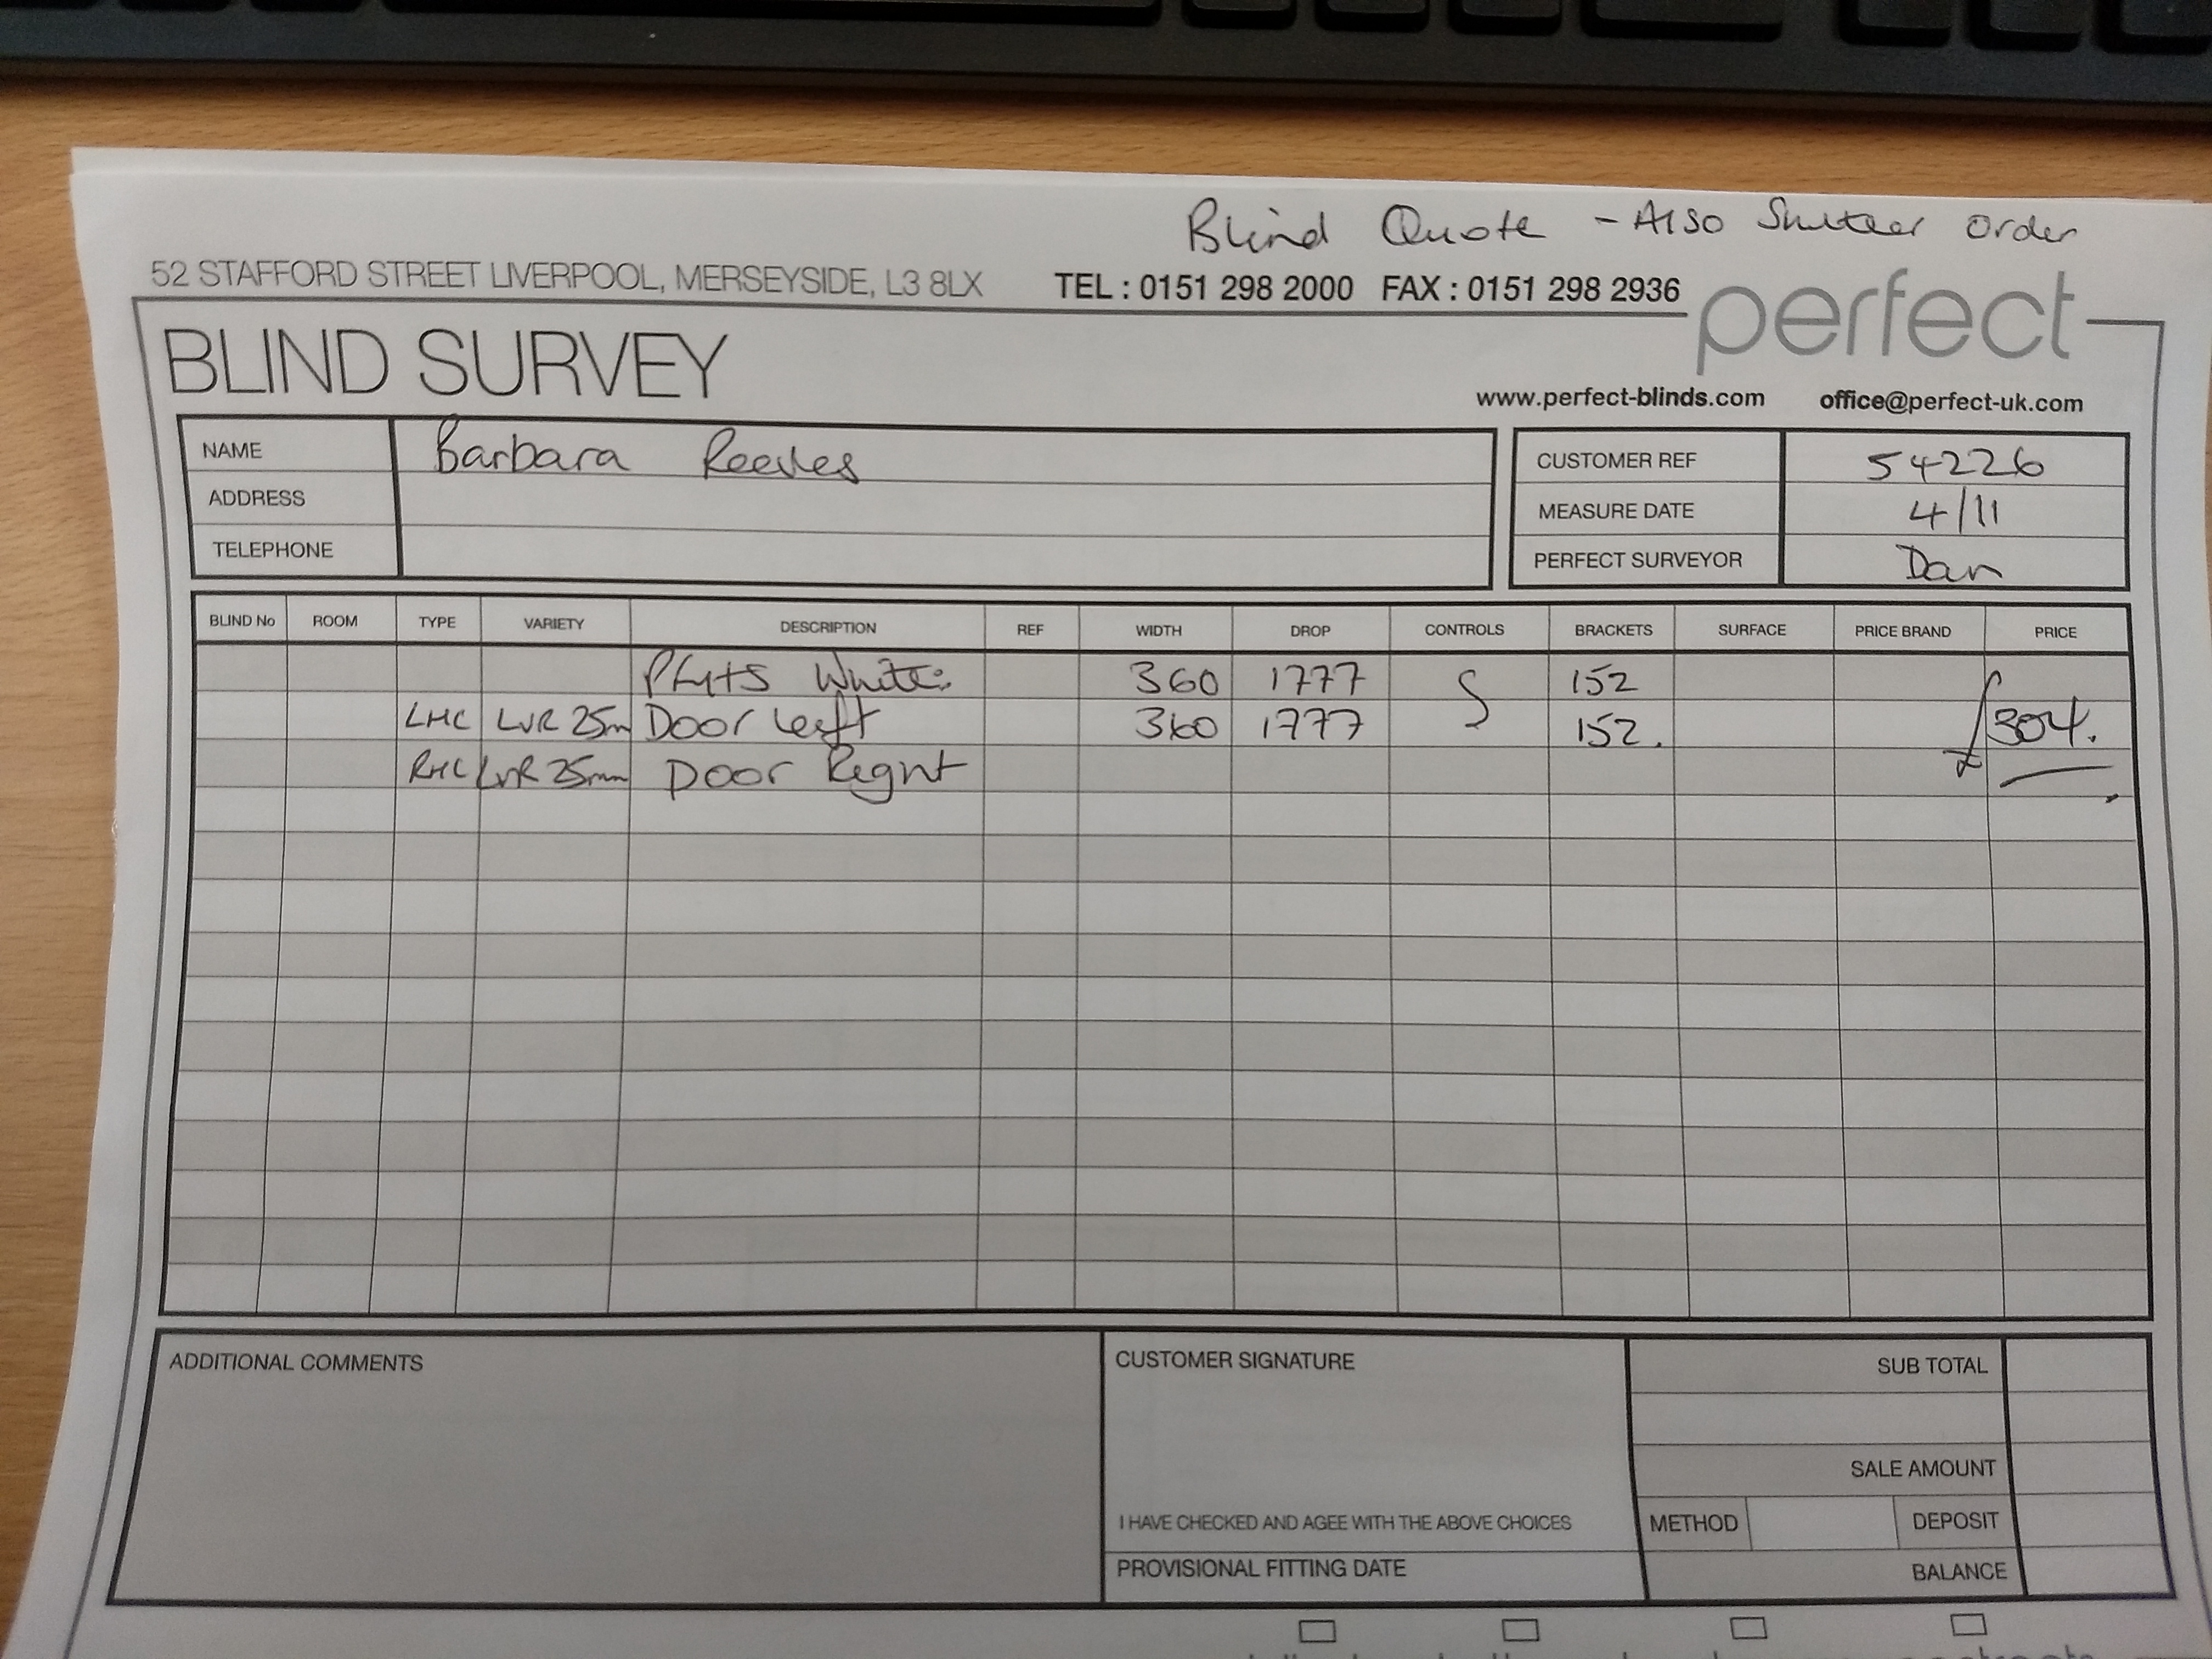 Blind Quote - Also Shutter order
52 STAFFORD STREET LIVERPOOL, MERSEYSIDE, L3 8LX TEL : 0151 298 2000 FAX : 0151 298 2936
perfect
BLIND SURVEY
www.perfect-blinds.com office@perfect-uk.com
NAME Barbara Reeves
ADDRESS
TELEPHONE
CUSTOMER REF 54226
MEASURE DATE 4/11
PERFECT SURVEYOR Dan
BLIND No ROOM TYPE VARIETY DESCRIPTION REF WIDTH DROP CONTROLS BRACKETS SURFACE PRICE BRAND PRICE
White 360 1777 152
LHC LVR 25m Door Left 360 1777 152. £304.
RHC LVR 25mm Door Right
ADDITIONAL COMMENTS
CUSTOMER SIGNATURE
I HAVE CHECKED AND AGEE WITH THE ABOVE CHOICES
PROVISIONAL FITTING DATE
SUB TOTAL
SALE AMOUNT
METHOD DEPOSIT
BALANCE